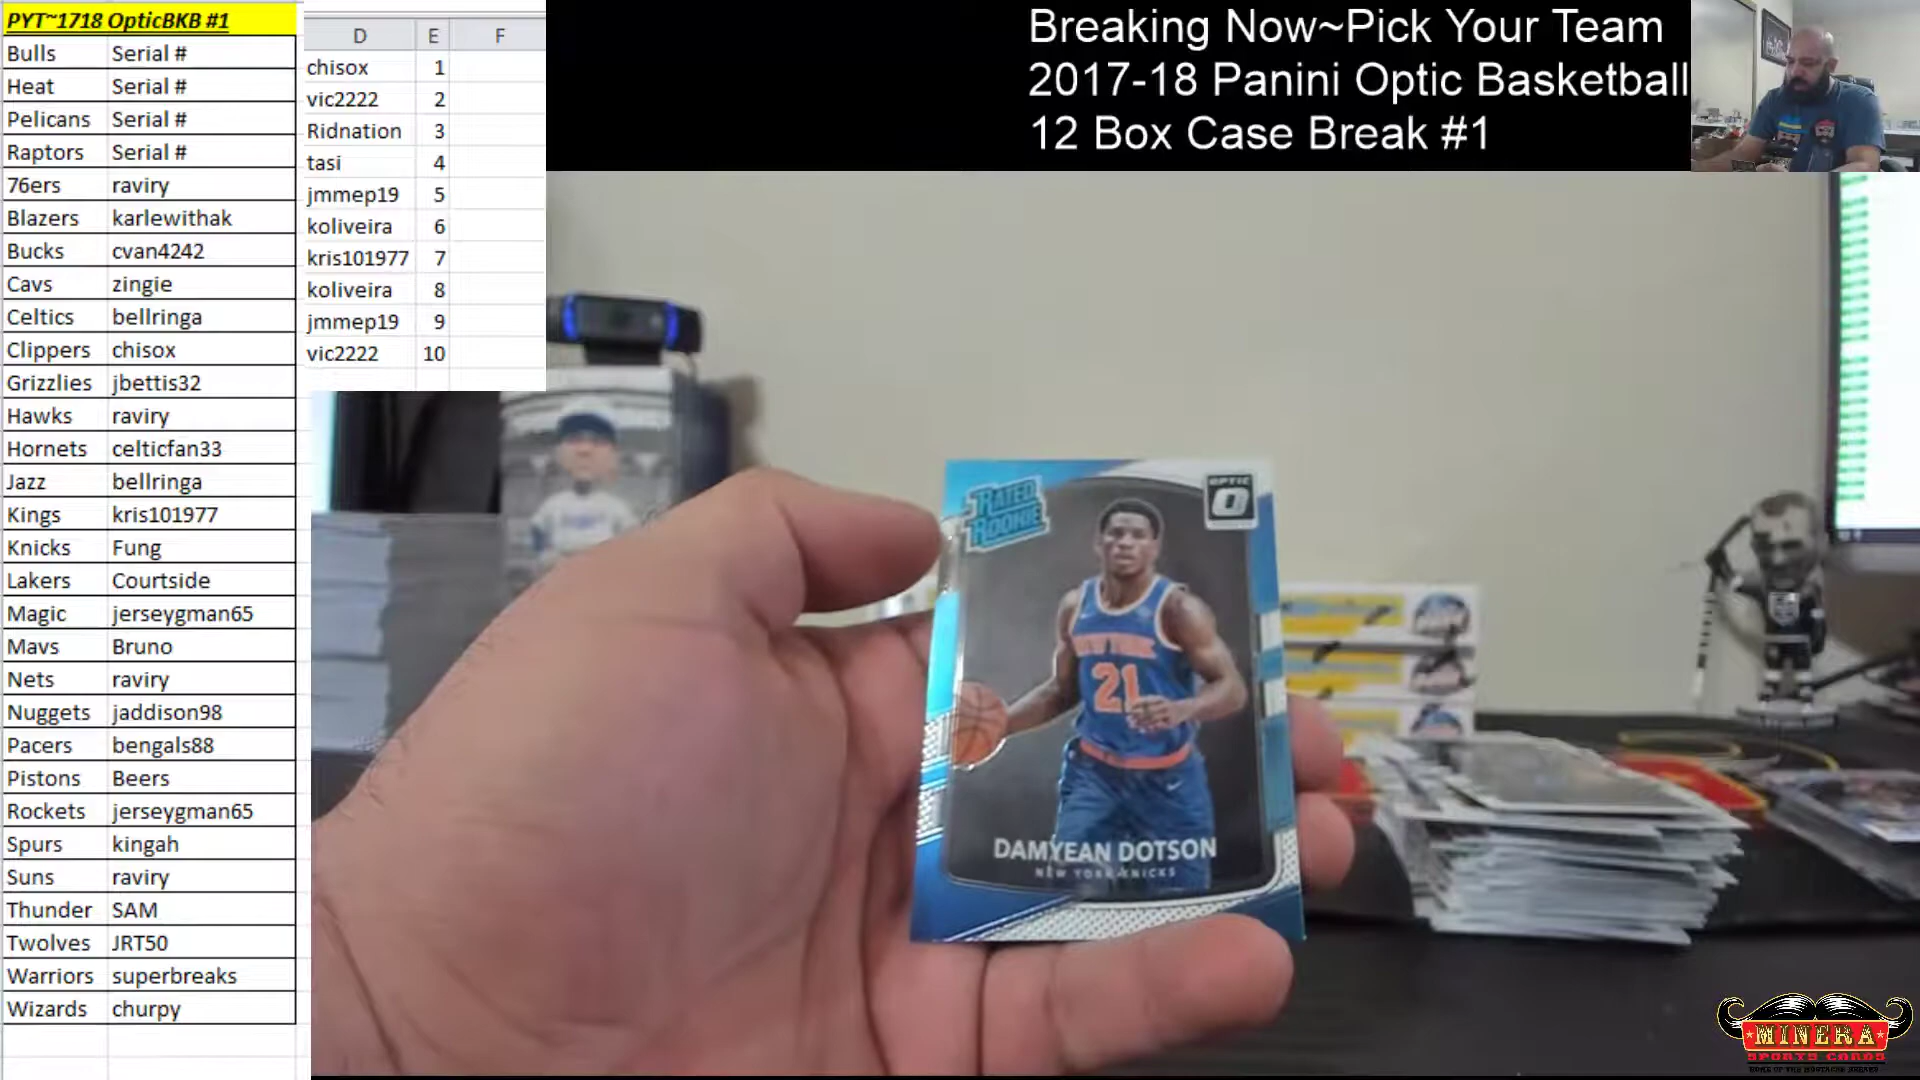 PYT~1718 OpticBKB #1
Bulls Serial #
Heat Serial #
Pelicans Serial #
Raptors Serial #
76ers raviry
Blazers karlewithak
Bucks cvan4242
Cavs zingie
Celtics bellringa
Clippers chisox
Grizzlies jbettis32
Hawks raviry
Hornets celticfan33
Jazz bellringa
Kings kris101977
Knicks Fung
Lakers Courtside
Magic jerseygman65
Mavs Bruno
Nets raviry
Nuggets jaddison98
Pacers bengals88
Pistons Beers
Rockets jerseygman65
Spurs kingah
Suns raviry
Thunder SAM
Twolves JRT50
Warriors superbreaks
Wizards churpy
D E F
chisox 1
vic2222 2
Ridnation 3
tasi 4
jmmep19 5
koliveira 6
kris101977 7
koliveira 8
jmmep19 9
vic2222 10
Breaking Now~Pick Your Team
2017-18 Panini Optic Basketball
12 Box Case Break #1
RATED
ROOKIE
OPTIC
NEW YORK
21
DAMYEAN DOTSON
NEW YORK KNICKS
MINERA
SPORTS CARDS